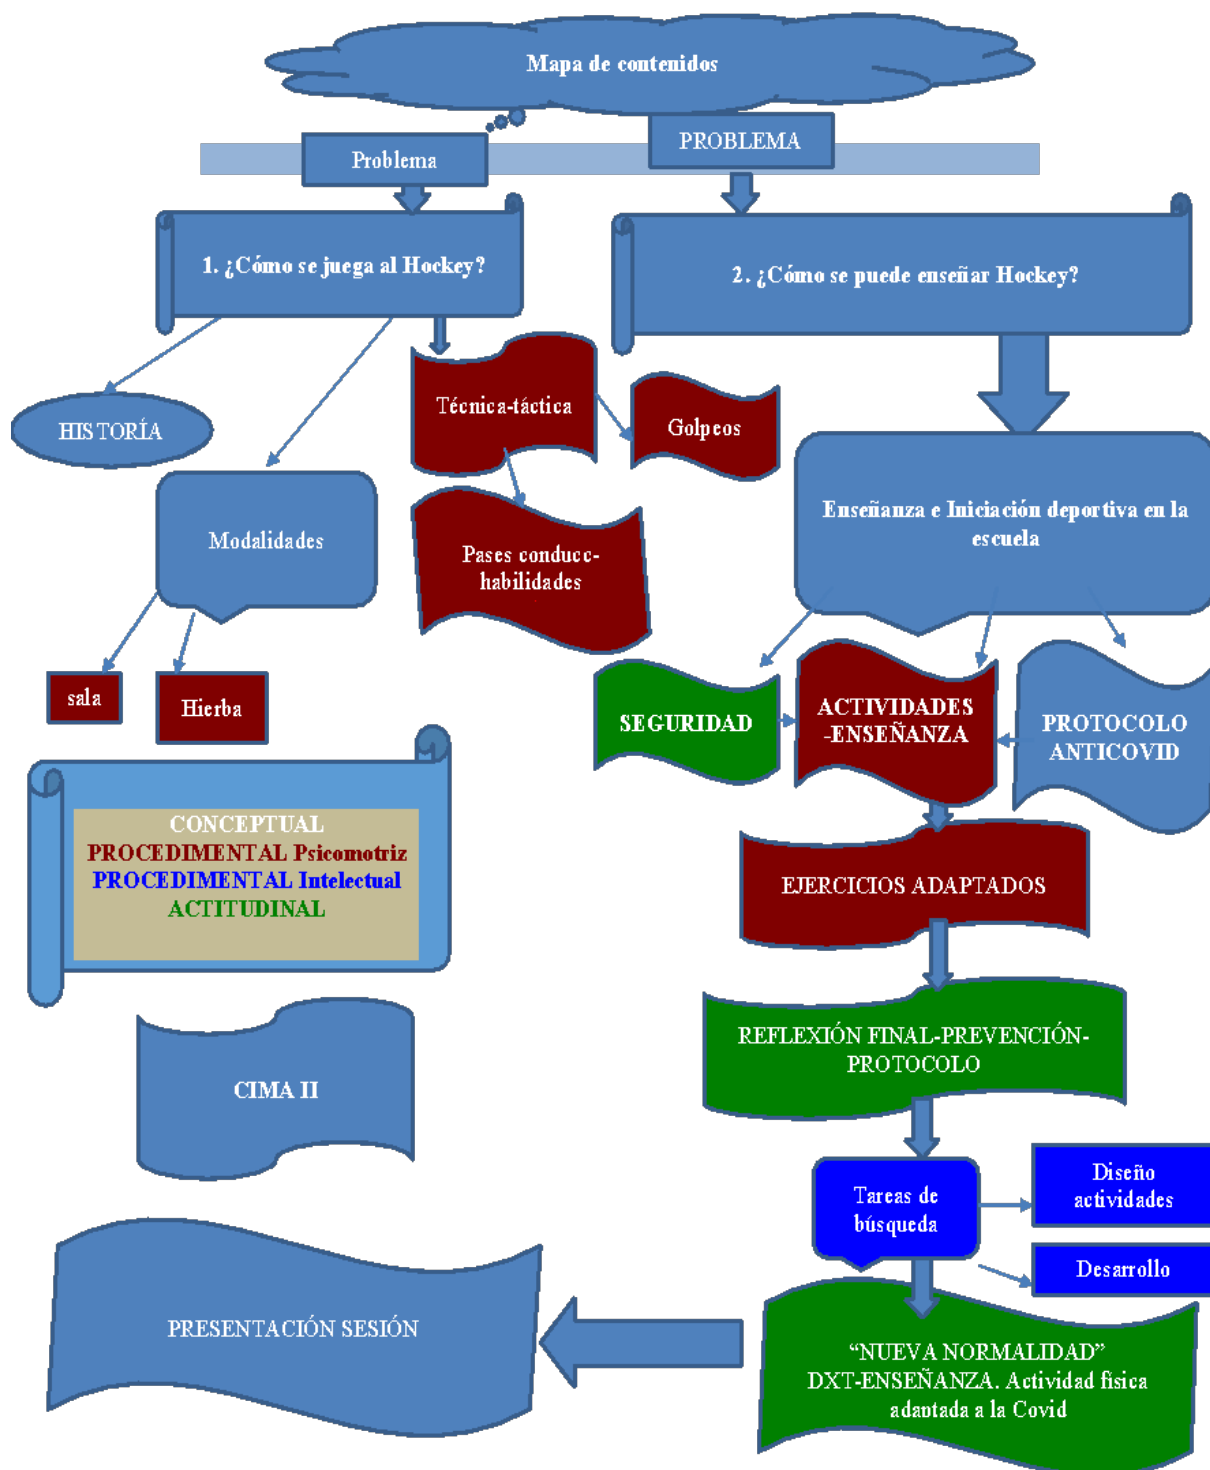 Mapa de contenidos
Problema
PROBLEMA
1. ¿Cómo se juega al Hockey?
2. ¿Cómo se puede enseñar Hockey?
HISTORÍA
Técnica-táctica
Golpeos
Modalidades
Pases conducc-
habilidades
Enseñanza e Iniciación deportiva en la
escuela
sala
Hierba
SEGURIDAD
ACTIVIDADES
-ENSEÑANZA
PROTOCOLO
ANTICOVID
CONCEPTUAL
PROCEDIMENTAL Psicomotriz
PROCEDIMENTAL Intelectual
ACTITUDINAL
EJERCICIOS ADAPTADOS
REFLEXIÓN FINAL-PREVENCIÓN-
PROTOCOLO
CIMA II
Tareas de
búsqueda
Diseño
actividades
Desarrollo
PRESENTACIÓN SESIÓN
“NUEVA NORMALIDAD”
DXT-ENSEÑANZA. Actividad física
adaptada a la Covid